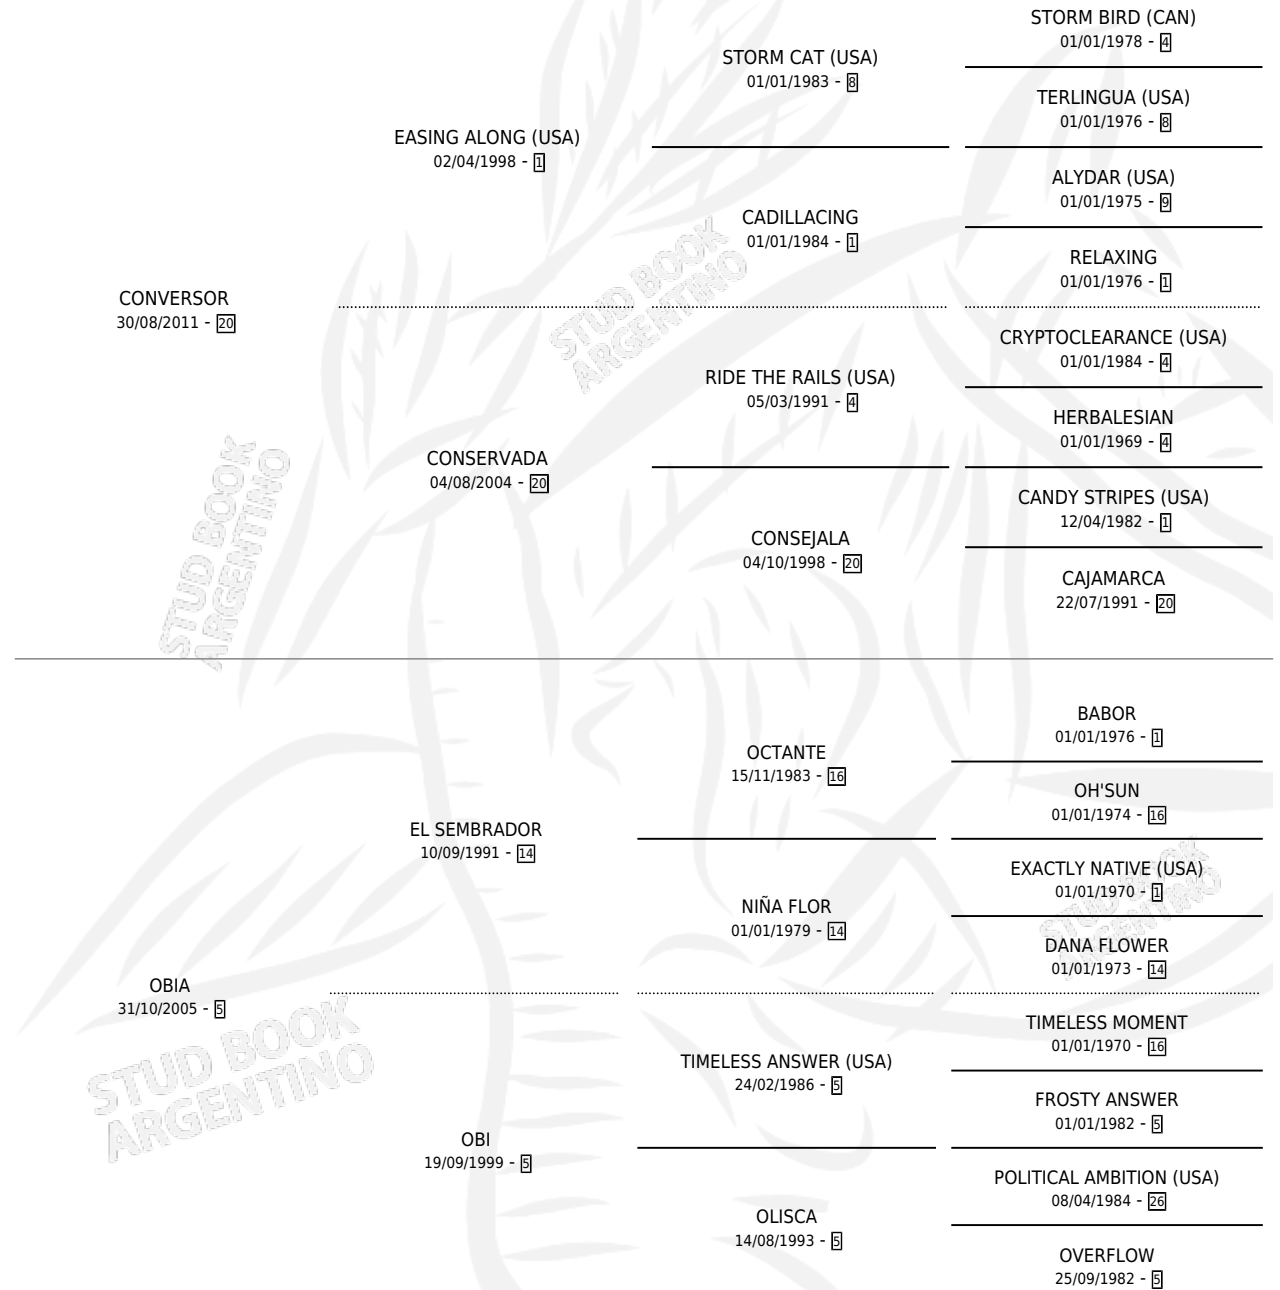 STORM BIRD (CAN)
01/01/1978 - 4
STORM CAT (USA)
01/01/1983 - 8
TERLINGUA (USA)
01/01/1976 - 8
EASING ALONG (USA)
02/04/1998 - 1
ALYDAR (USA)
01/01/1975 - 9
CADILLACING
01/01/1984 - 1
RELAXING
01/01/1976 - 1
CONVERSOR
30/08/2011 - 20
CRYPTOCLEARANCE (USA)
01/01/1984 - 4
RIDE THE RAILS (USA)
05/03/1991 - 4
HERBALESIAN
01/01/1969 - 4
CONSERVADA
04/08/2004 - 20
CANDY STRIPES (USA)
12/04/1982 - 1
CONSEJALA
04/10/1998 - 20
CAJAMARCA
22/07/1991 - 20
BABOR
01/01/1976 - 1
OCTANTE
15/11/1983 - 16
OH'SUN
01/01/1974 - 16
EL SEMBRADOR
10/09/1991 - 14
EXACTLY NATIVE (USA)
01/01/1970 - 1
NIÑA FLOR
01/01/1979 - 14
DANA FLOWER
01/01/1973 - 14
OBIA
31/10/2005 - 5
TIMELESS MOMENT
01/01/1970 - 16
TIMELESS ANSWER (USA)
24/02/1986 - 5
FROSTY ANSWER
01/01/1982 - 5
OBI
19/09/1999 - 5
POLITICAL AMBITION (USA)
08/04/1984 - 26
OLISCA
14/08/1993 - 5
OVERFLOW
25/09/1982 - 5
STUD BOOK
ARGENTINO
STUD BOOK
ARGENTINO
STUD BOOK
ARGENTINO
STUD BOOK
ARGENTINO